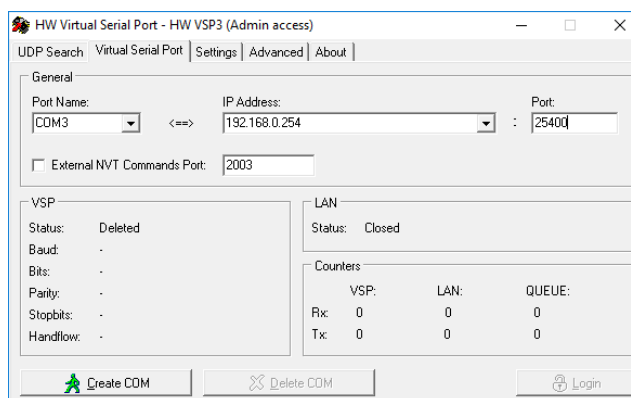 HW Virtual Serial Port - HW VSP3 (Admin access)
UDP Search Virtual Serial Port Settings Advanced About
General
Port Name: IP Address: Port:
COM3 <==> 192.168.0.254 : 25400
External NVT Commands Port: 2003
VSP
Status: Deleted
Baud: -
Bits: -
Parity: -
Stopbits: -
Handflow: -
LAN
Status: Closed
Counters
VSP: LAN: QUEUE:
Rx: 0 0 0
Tx: 0 0 0
Create COM Delete COM Login